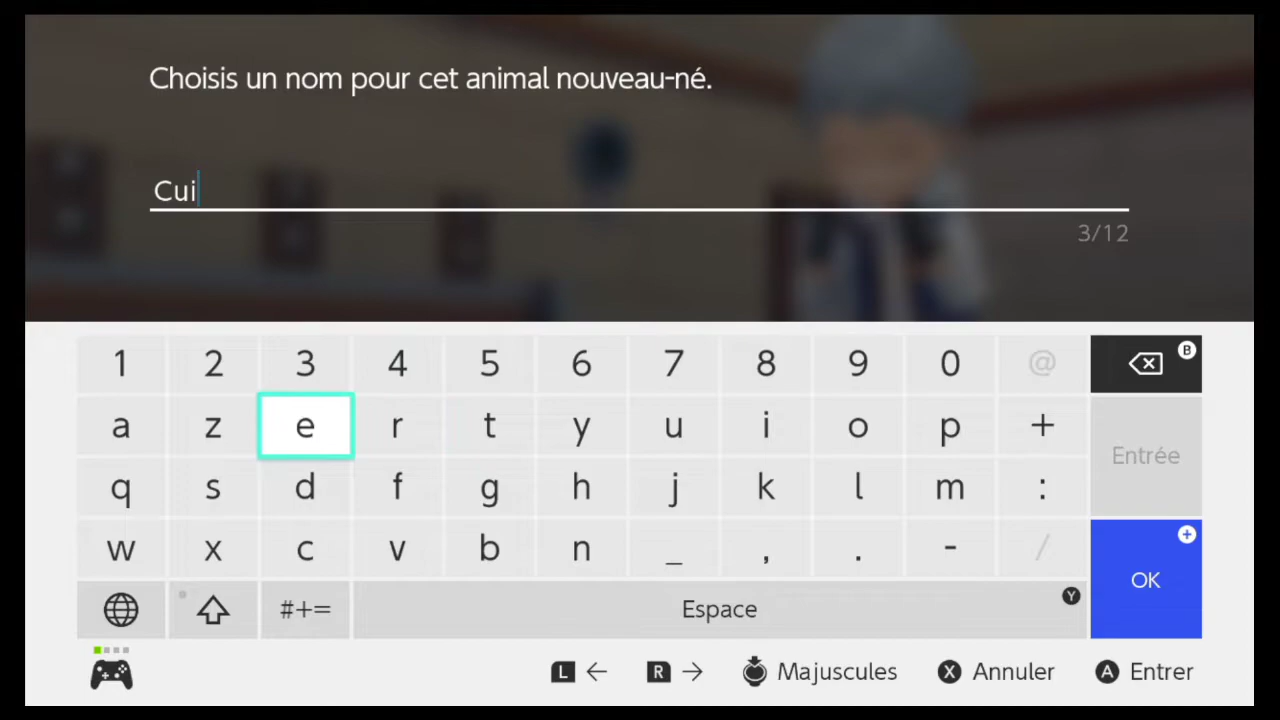 Choisis un nom pour cet animal nouveau-né.
Cui
3/12
1 2 3 4 5 6 7 8 9 0 @ B
a z e r t y u i o p +
Entrée
q s d f g h j k l m :
w x c v b n _ , . - /
OK
#+= Espace Y
L ← R → Majuscules X Annuler A Entrer